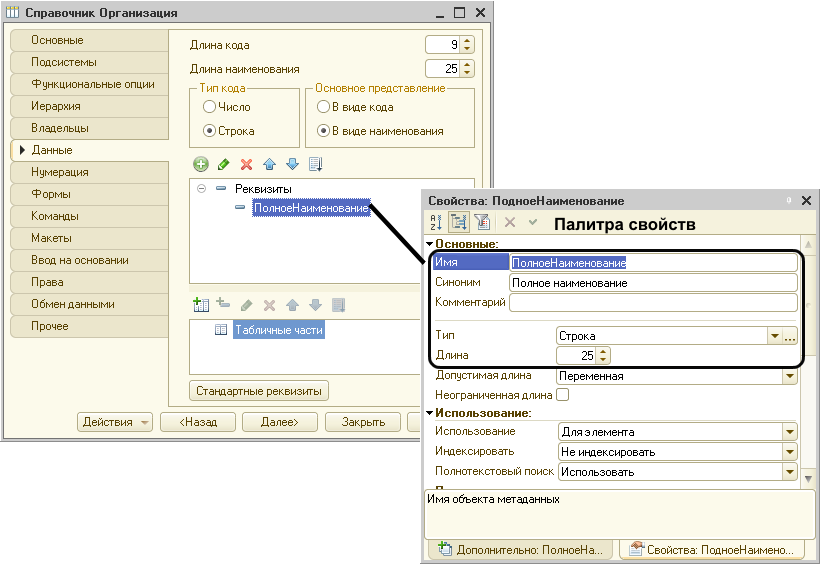 Справочник Организация
Основные
Подсистемы
Функциональные опции
Иерархия
Владельцы
Данные
Нумерация
Формы
Команды
Макеты
Ввод на основании
Права
Обмен данными
Прочее
Длина кода 9
Длина наименования 25
Тип кода
Число
Строка
Основное представление
В виде кода
В виде наименования
Реквизиты
ПолноеНаименование
Табличные части
Стандартные реквизиты
Действия <Назад Далее> Закрыть
Свойства: ПодноеНаименование
Палитра свойств
Основные:
Имя ПолноеНаименование
Синоним Полное наименование
Комментарий
Тип Строка ...
Длина 25
Допустимая длина Переменная
Неограниченная длина
Использование:
Использование Для элемента
Индексировать Не индексировать
Полнотекстовый поиск Использовать
Имя объекта метаданных
Дополнительно: ПолноеНа... Свойства: ПодноеНаимено...